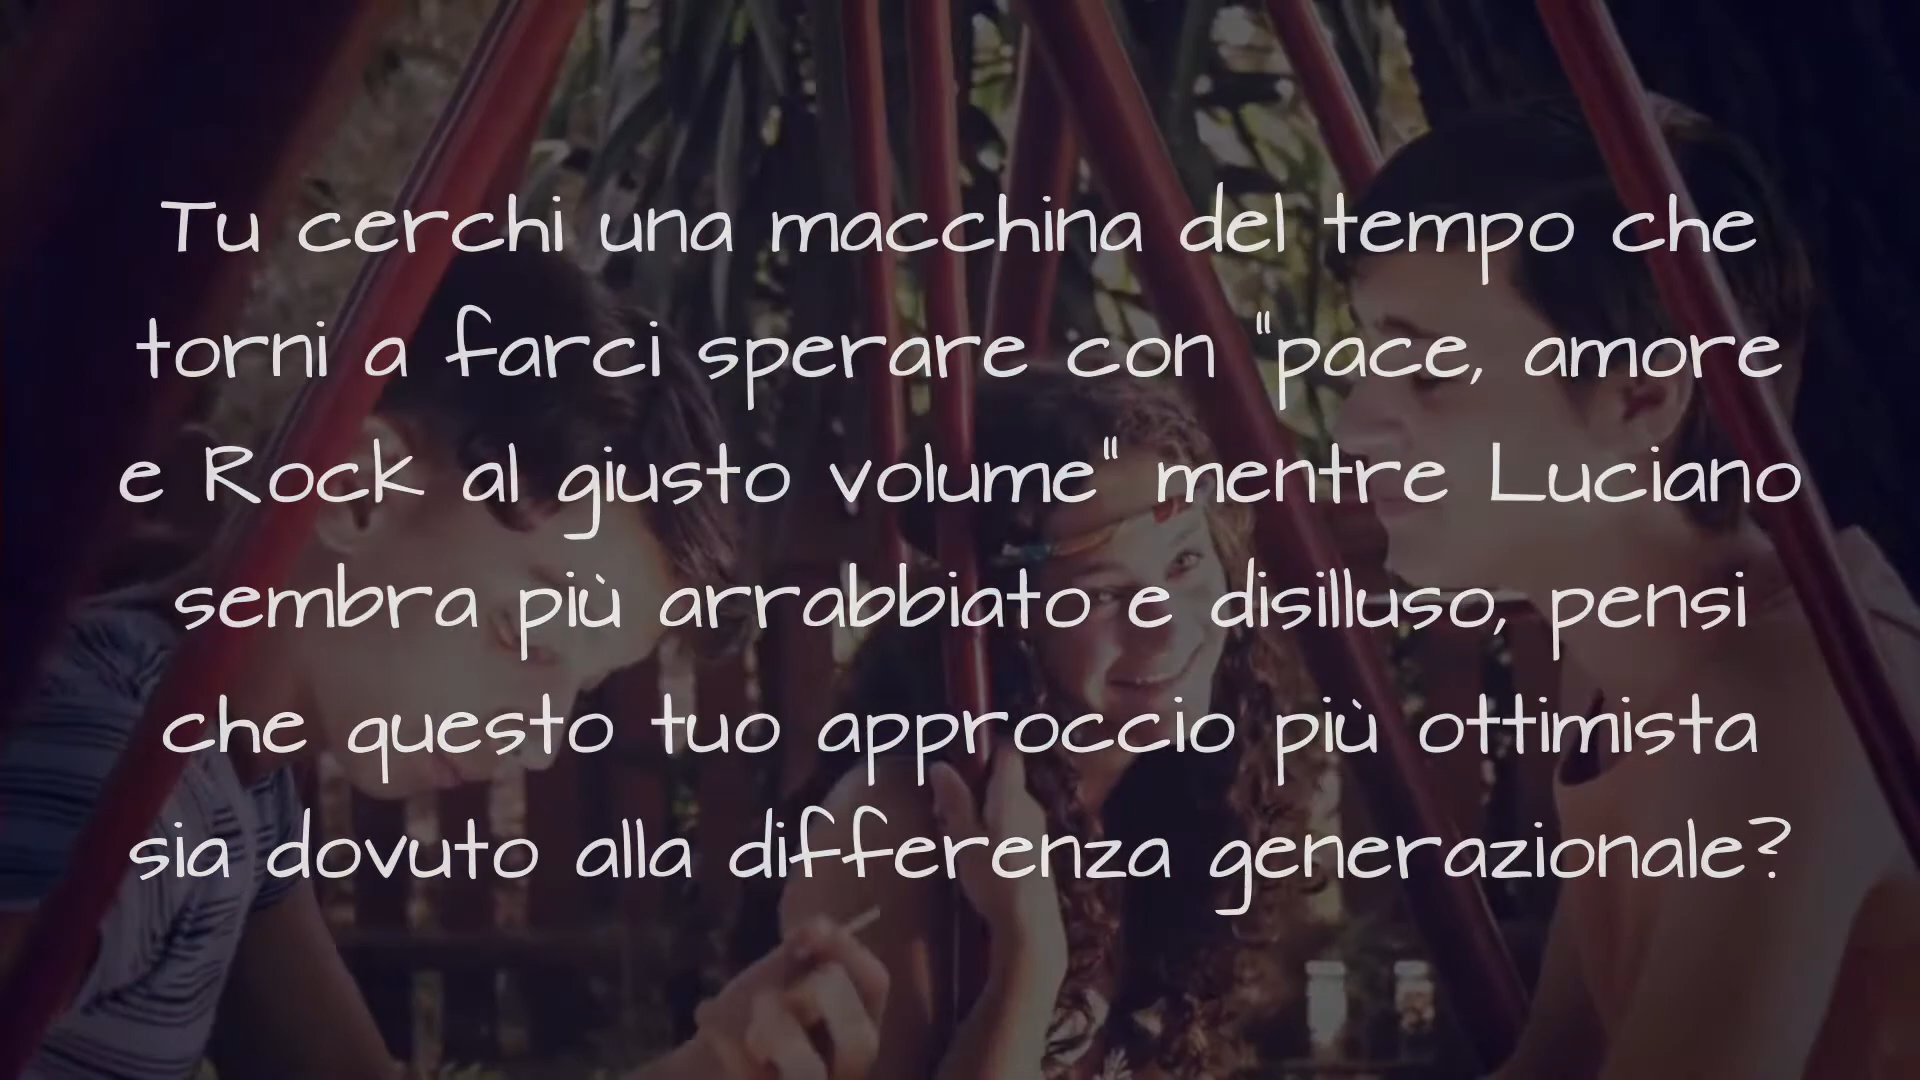 Tu cerchi una macchina del tempo che
torni a farci sperare con "pace, amore
e Rock al giusto volume" mentre Luciano
sembra più arrabbiato e disilluso, pensi
che questo tuo approccio più ottimista
sia dovuto alla differenza generazionale?